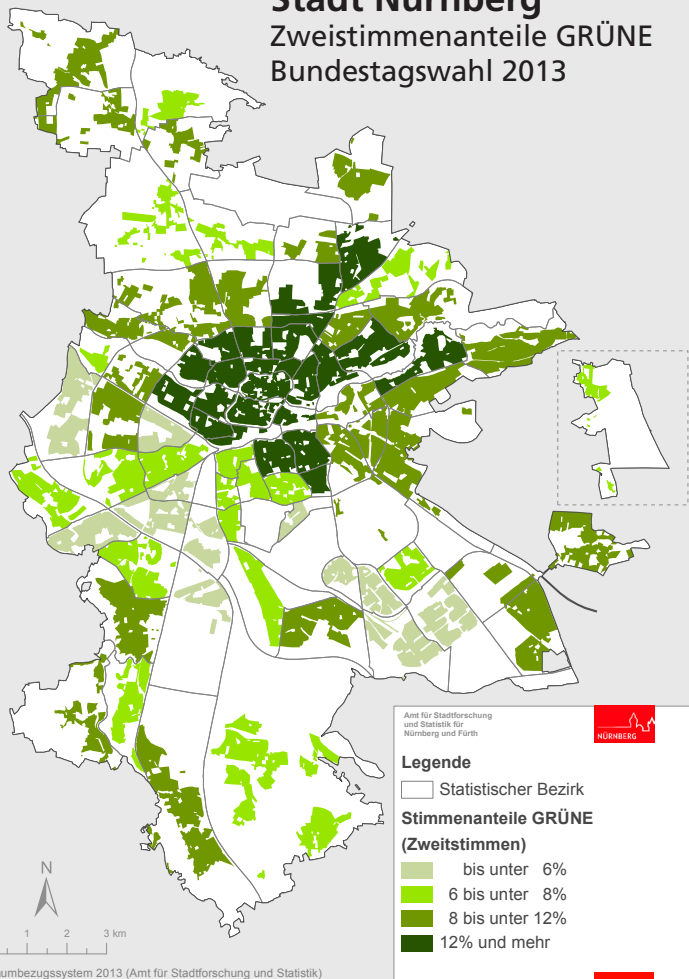 Stadt Nürnberg
Zweistimmenanteile GRÜNE
Bundestagswahl 2013
Amt für Stadtforschung
und Statistik für
Nürnberg und Fürth
NÜRNBERG
Legende
Statistischer Bezirk
Stimmenanteile GRÜNE
(Zweitstimmen)
bis unter 6%
6 bis unter 8%
8 bis unter 12%
12% und mehr
N
1 2 3 km
umbezugssystem 2013 (Amt für Stadtforschung und Statistik)